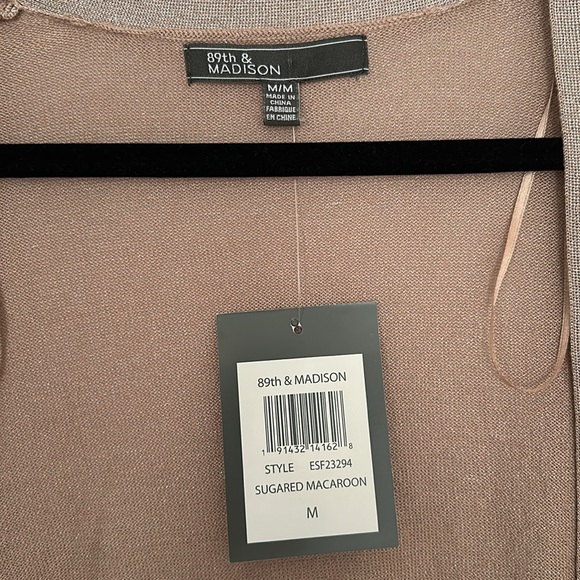 89th &
MADISON
M/M
MADE IN
CHINA
FABRIQUE
EN CHINE
89th & MADISON
1 91432 14162 8
STYLE ESF23294
SUGARED MACAROON
M